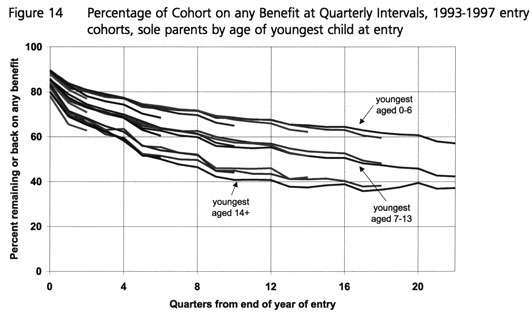 Figure 14 Percentage of Cohort on any Benefit at Quarterly Intervals, 1993-1997 entry
cohorts, sole parents by age of youngest child at entry
Percent remaining or back on any benefit
100
80
60
40
20
0
youngest
aged 0-6
youngest
aged 14+
youngest
aged 7-13
0 4 8 12 16 20
Quarters from end of year of entry